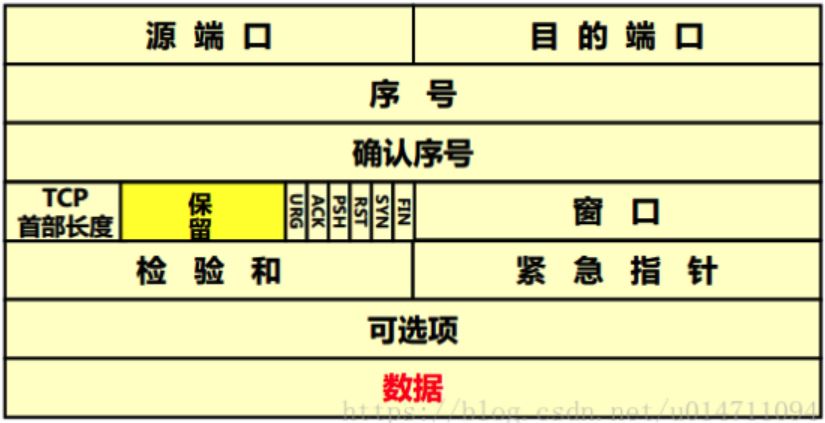 源端口 目的端口
序号
确认序号
TCP
首部长度 保
留 URG ACK PSH RST SYN FIN 窗口
检验和 紧急指针
可选项
数据
https://blog.csdn.net/u014711094